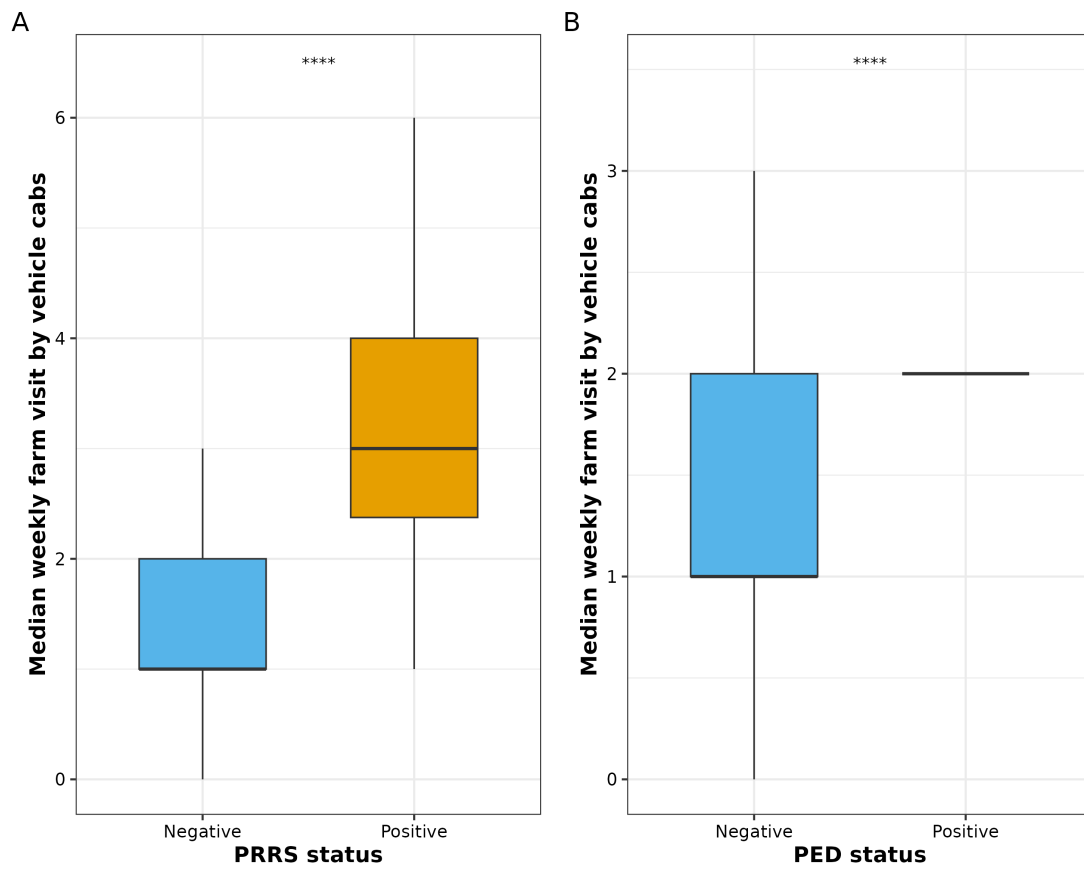 A
Median weekly farm visit by vehicle cabs
6
4
2
0
****
Negative
Positive
PRRS status
B
Median weekly farm visit by vehicle cabs
3
2
1
0
****
Negative
Positive
PED status